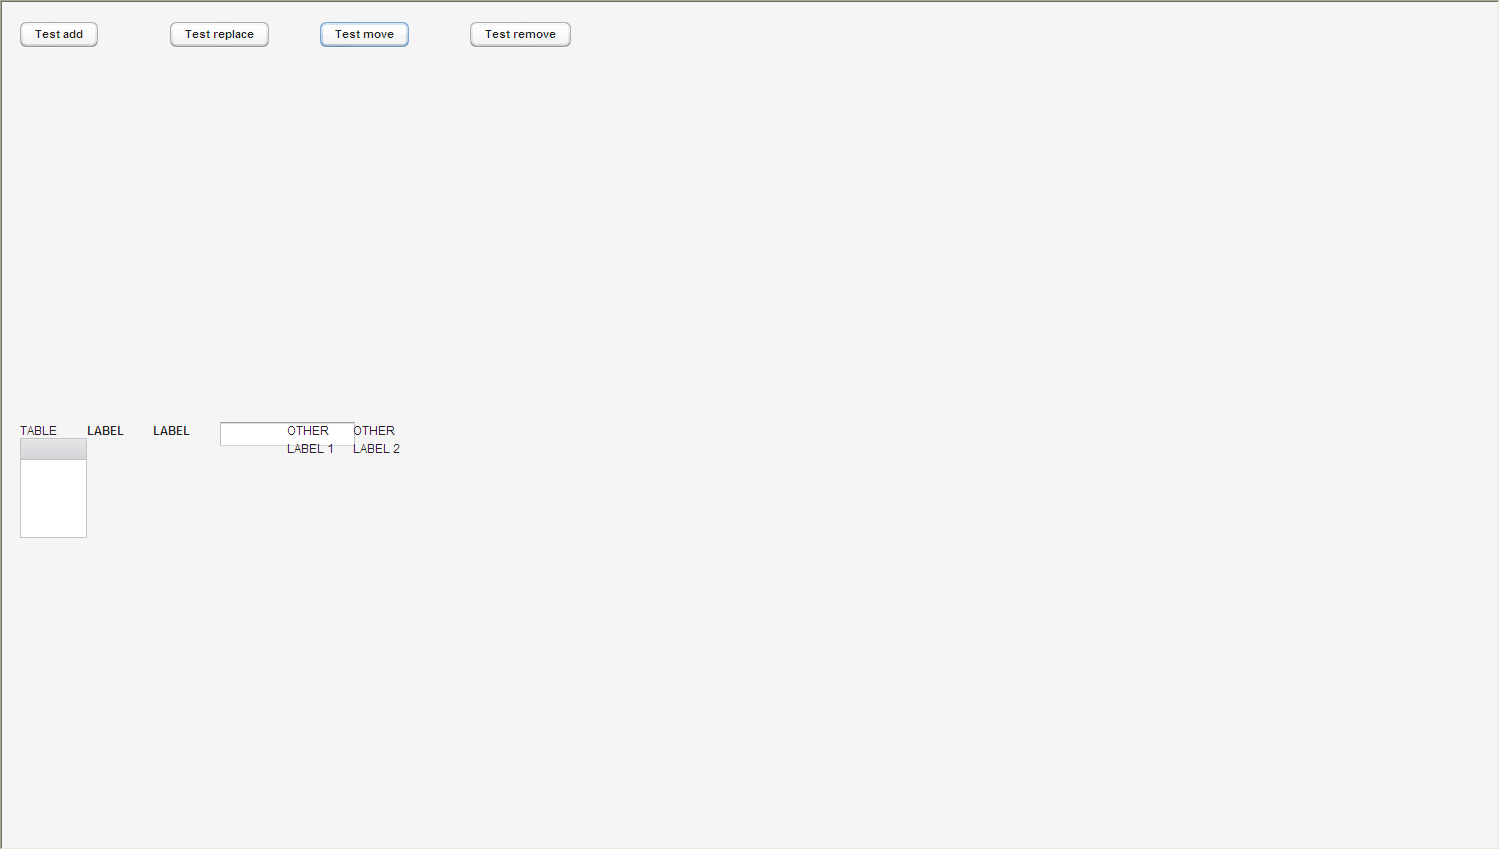 Test add
Test replace
Test move
Test remove
TABLE
LABEL
LABEL
OTHER
LABEL 1
OTHER
LABEL 2